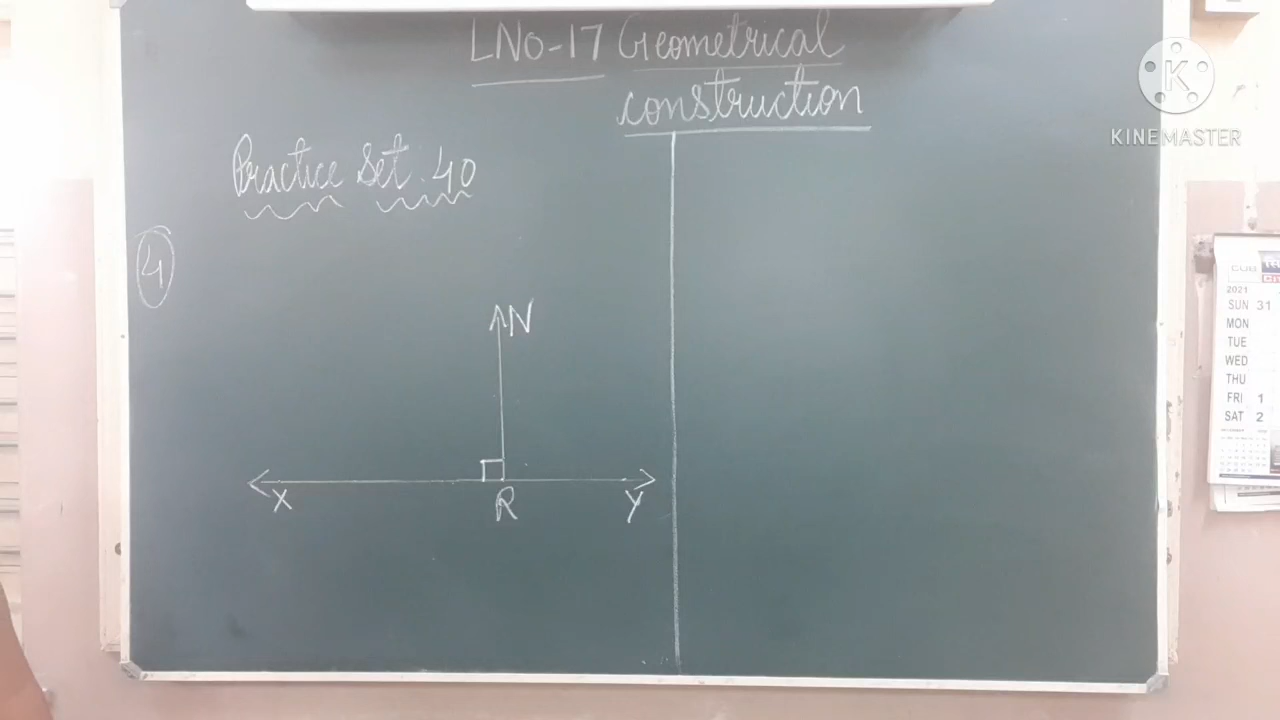 LNO-17 Geometrical
construction
Practice Set. 40
4
N
X
R
Y
KINEMASTER
CUB
2021
SUN 31
MON
TUE
WED
THU
FRI 1
SAT 2